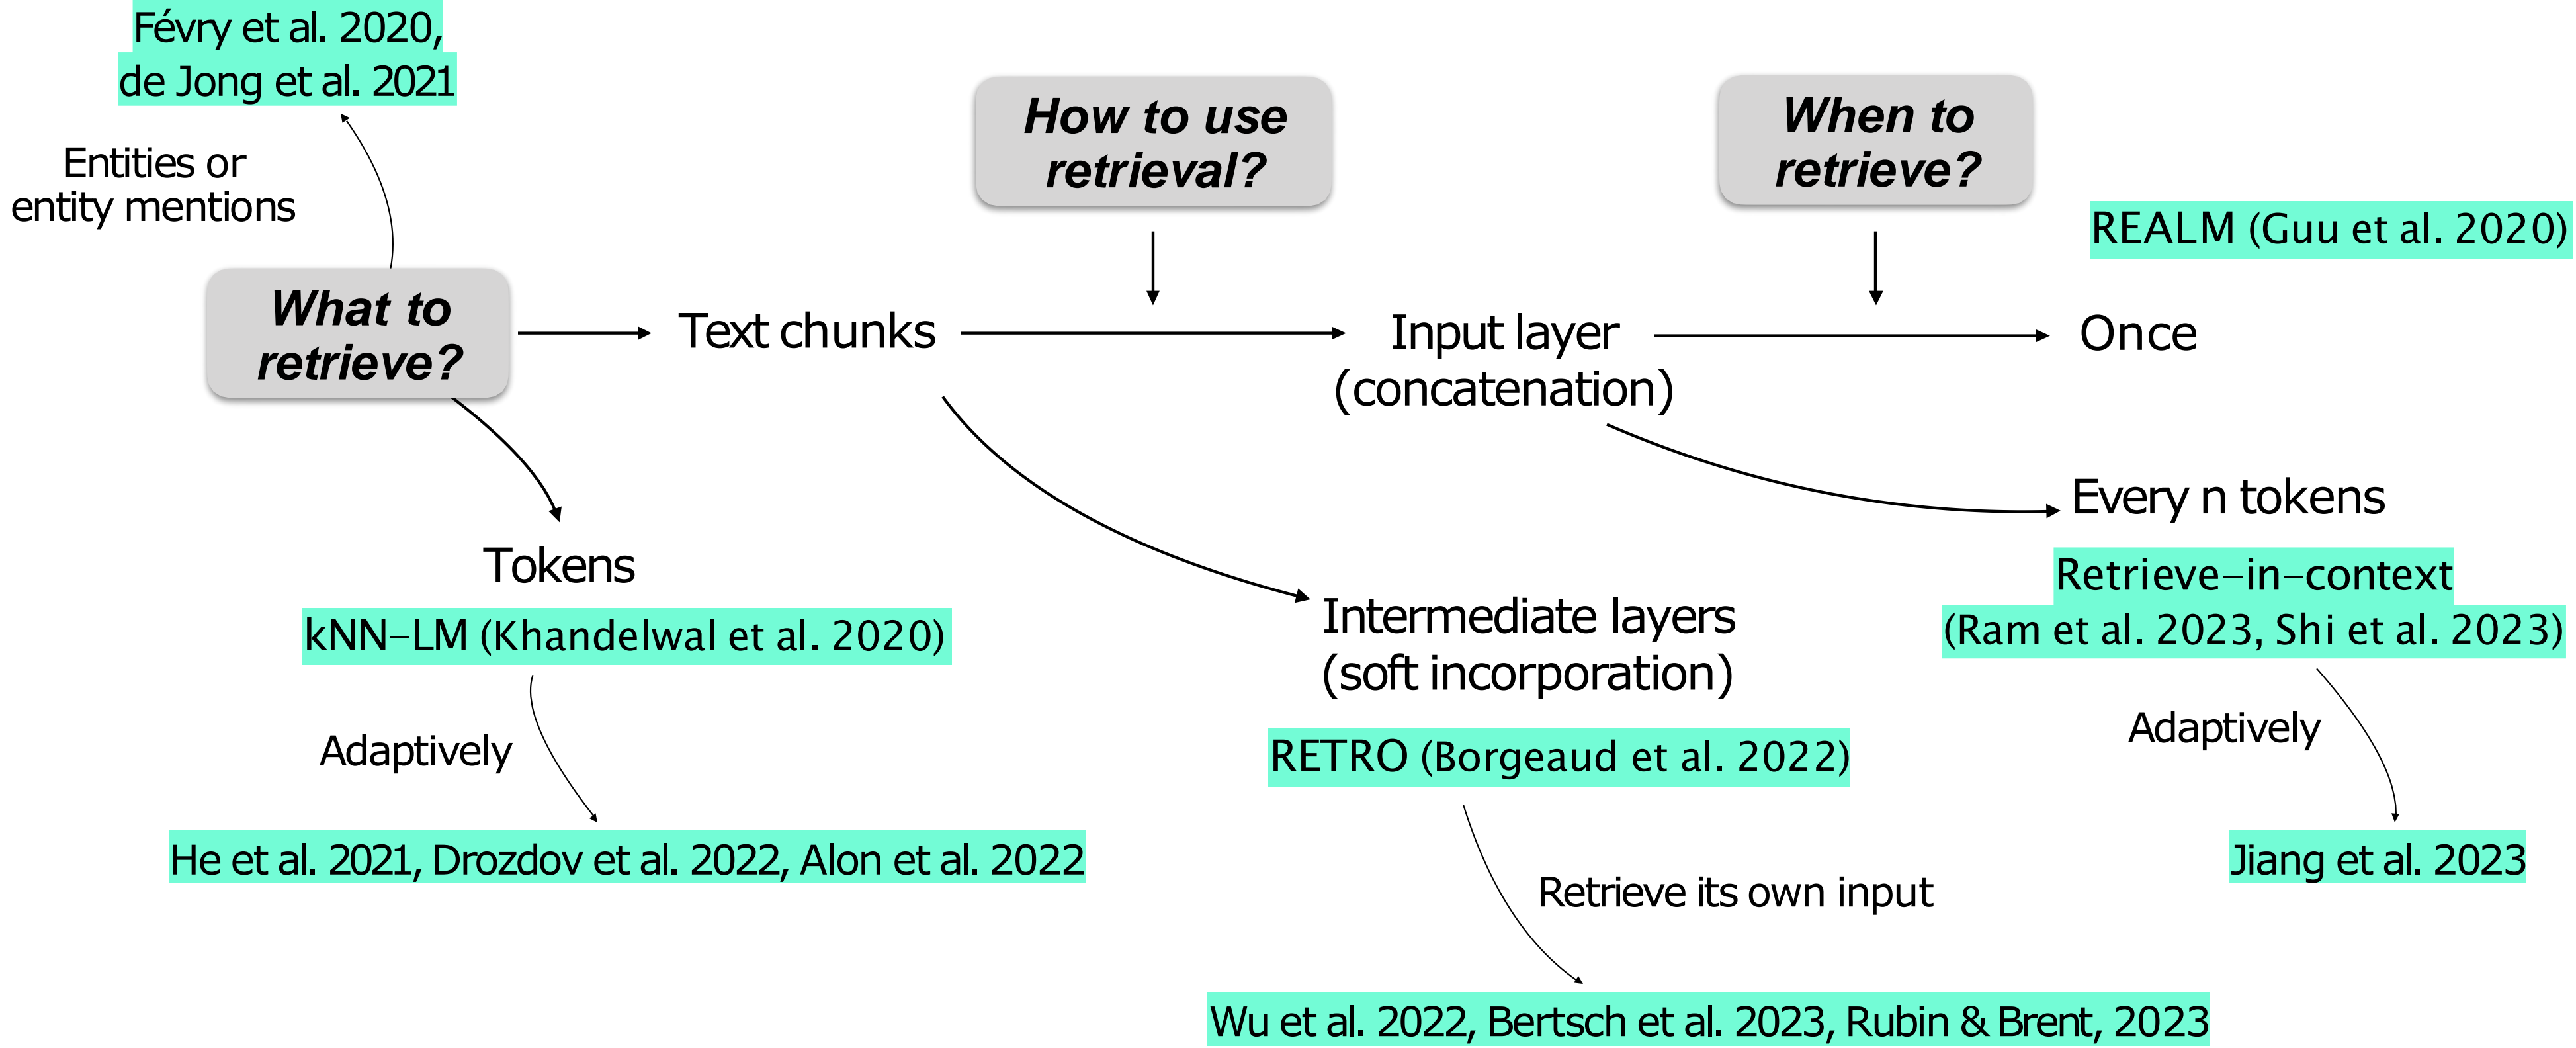 Févry et al. 2020,
de Jong et al. 2021
Entities or
entity mentions
What to
retrieve?
Text chunks
How to use
retrieval?
Input layer
(concatenation)
When to
retrieve?
REALM (Guu et al. 2020)
Once
Every n tokens
Retrieve–in–context
(Ram et al. 2023, Shi et al. 2023)
Adaptively
Jiang et al. 2023
Tokens
kNN–LM (Khandelwal et al. 2020)
Adaptively
He et al. 2021, Drozdov et al. 2022, Alon et al. 2022
Intermediate layers
(soft incorporation)
RETRO (Borgeaud et al. 2022)
Retrieve its own input
Wu et al. 2022, Bertsch et al. 2023, Rubin & Brent, 2023